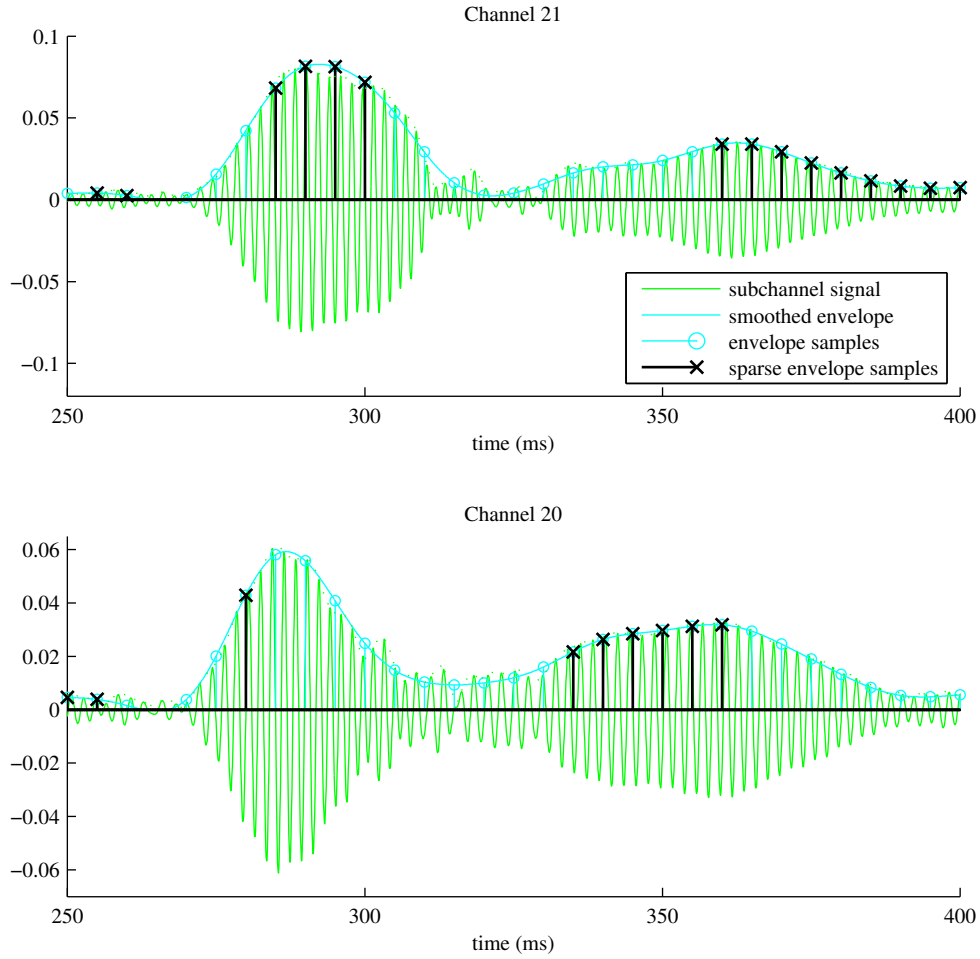 Channel 21
0.1
0.05
0
−0.05
−0.1
subchannel signal
smoothed envelope
envelope samples
sparse envelope samples
250
300
350
400
time (ms)
Channel 20
0.06
0.04
0.02
0
−0.02
−0.04
−0.06
250
300
350
400
time (ms)